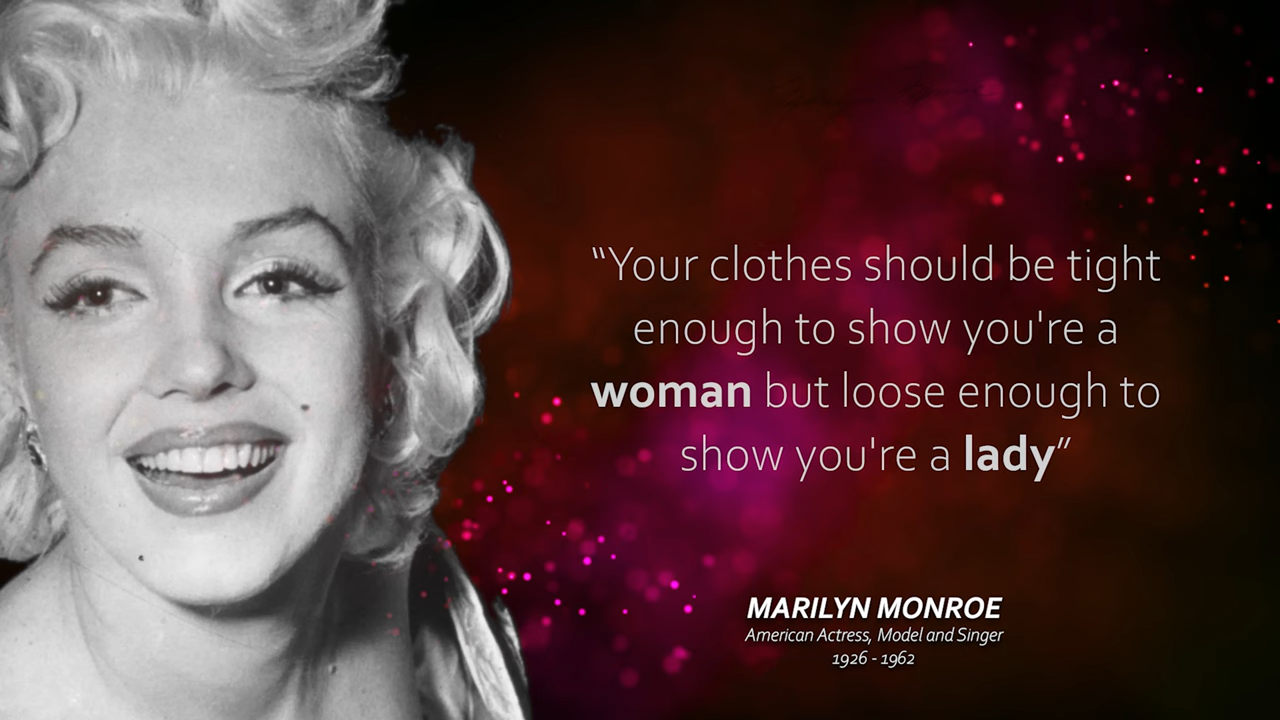 “Your clothes should be tight
enough to show you're a
woman but loose enough to
show you're a lady”
MARILYN MONROE
American Actress, Model and Singer
1926 - 1962